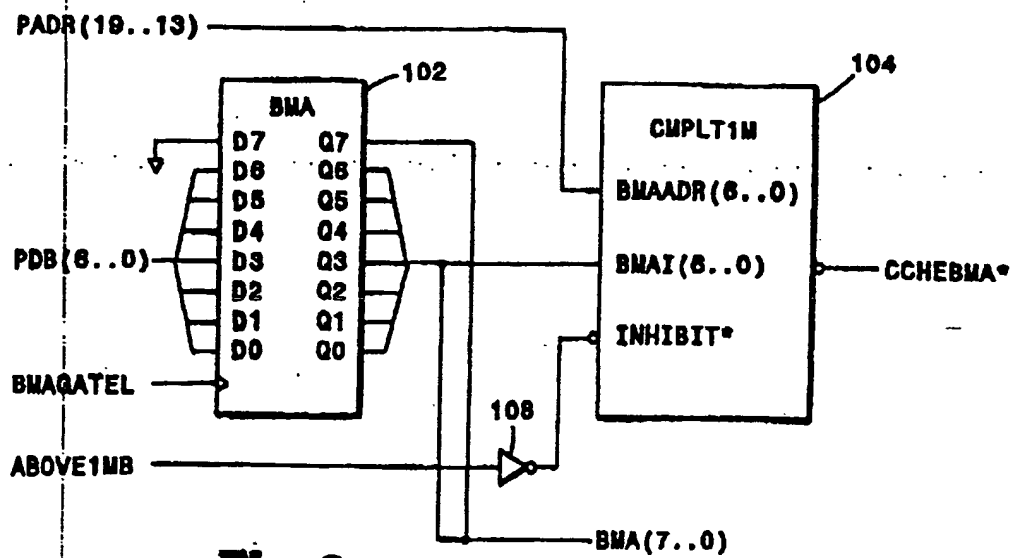 PADR(19..13)
102
104
BMA
CMPLT1M
D7 Q7
D6 Q6
D5 Q5
BMAADR(6..0)
D4 Q4
PDB(6..0)
D3 Q3
BMAI(6..0)
CCHEBMA*
D2 Q2
D1 Q1
INHIBIT*
D0 Q0
BMAGATEL
108
ABOVE1MB
BMA(7..0)